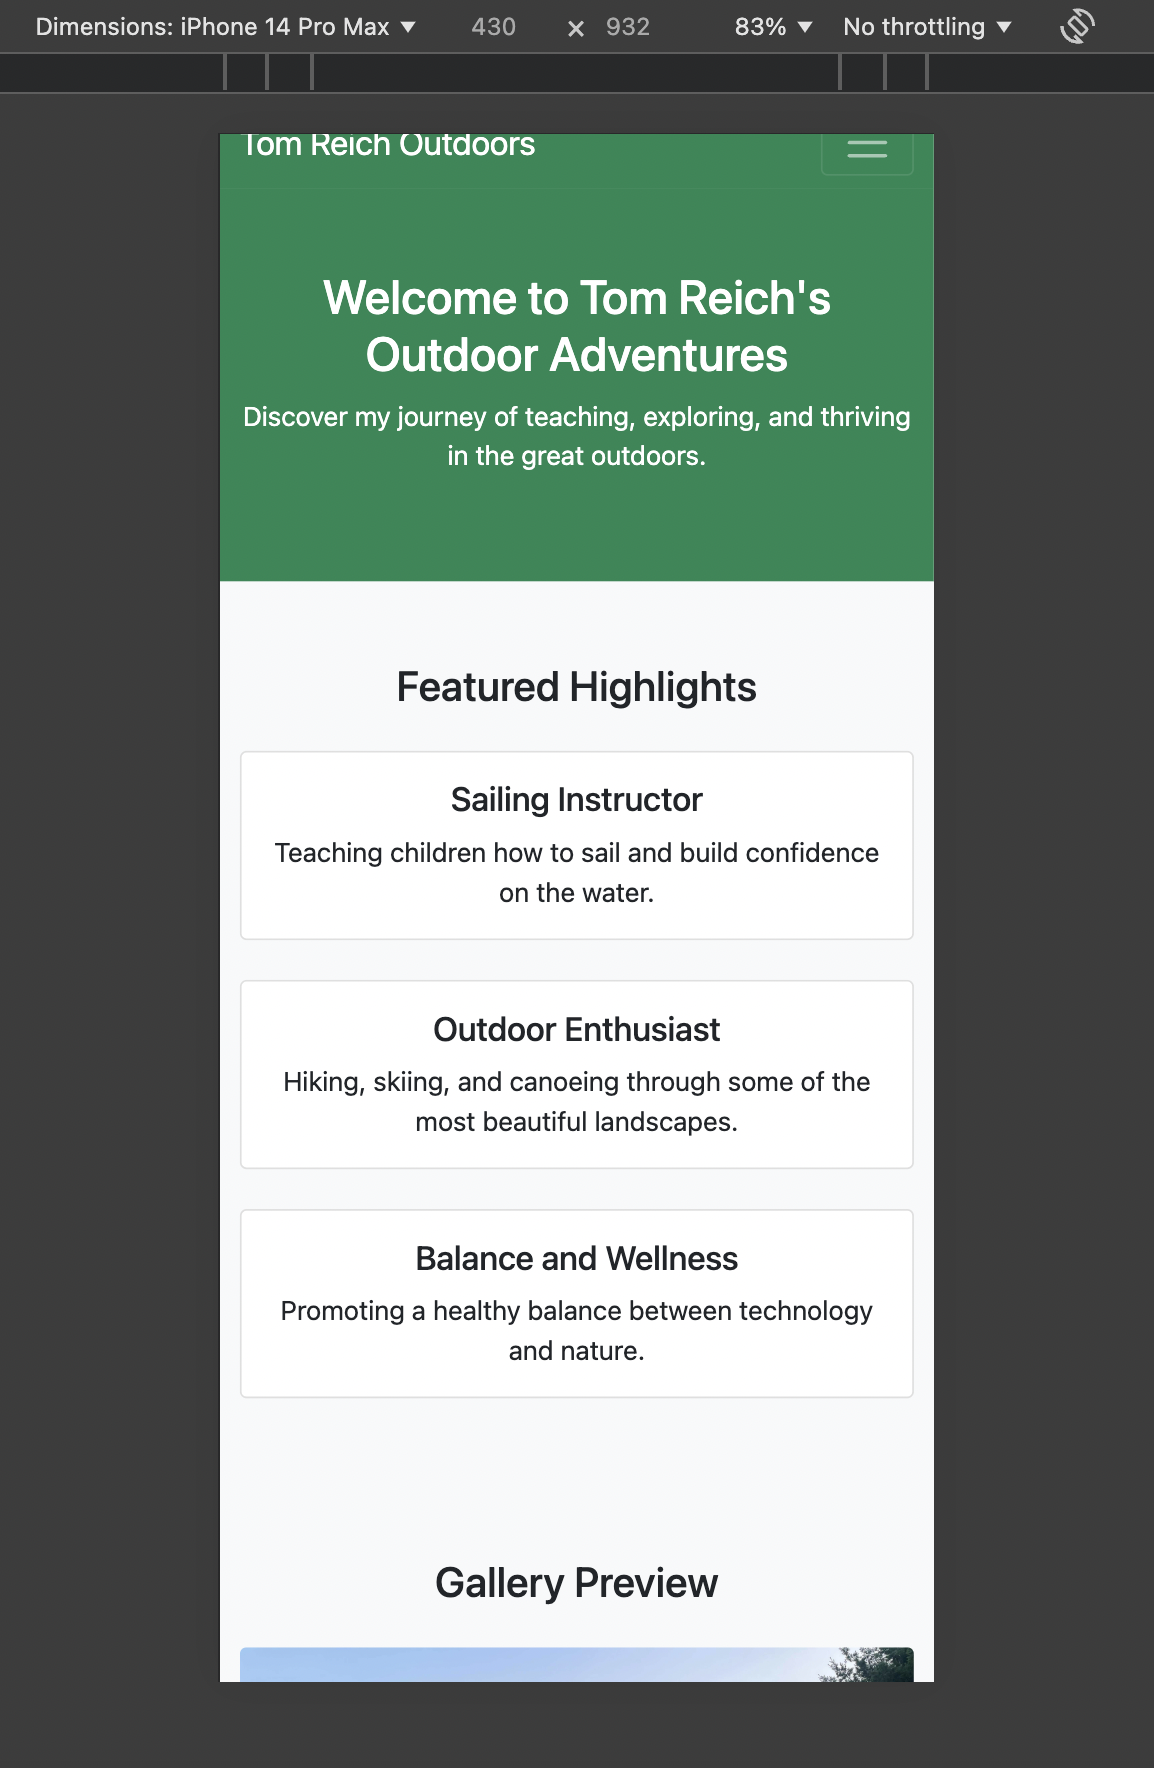 Dimensions: iPhone 14 Pro Max ▼ 430 × 932 83% ▼ No throttling ▼
Tom Reich Outdoors
Welcome to Tom Reich's
Outdoor Adventures
Discover my journey of teaching, exploring, and thriving
in the great outdoors.
Featured Highlights
Sailing Instructor
Teaching children how to sail and build confidence
on the water.
Outdoor Enthusiast
Hiking, skiing, and canoeing through some of the
most beautiful landscapes.
Balance and Wellness
Promoting a healthy balance between technology
and nature.
Gallery Preview